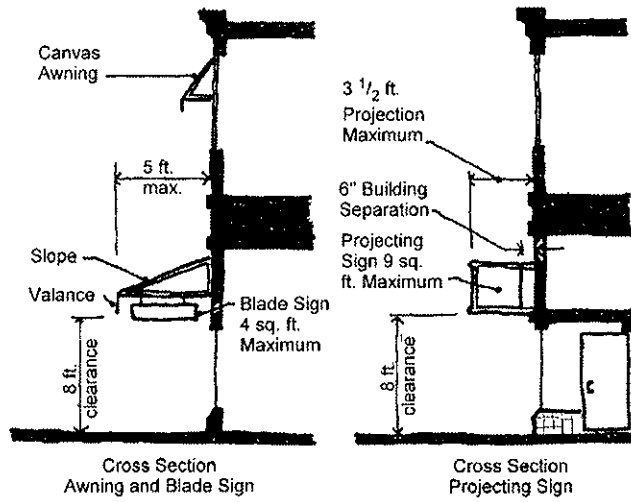 Canvas
Awning
5 ft.
max.
Slope
Valance
Blade Sign
4 sq. ft.
Maximum
8 ft.
clearance
Cross Section
Awning and Blade Sign
3 1/2 ft.
Projection
Maximum
6" Building
Separation
Projecting
Sign 9 sq.
ft. Maximum
8 ft.
clearance
Cross Section
Projecting Sign